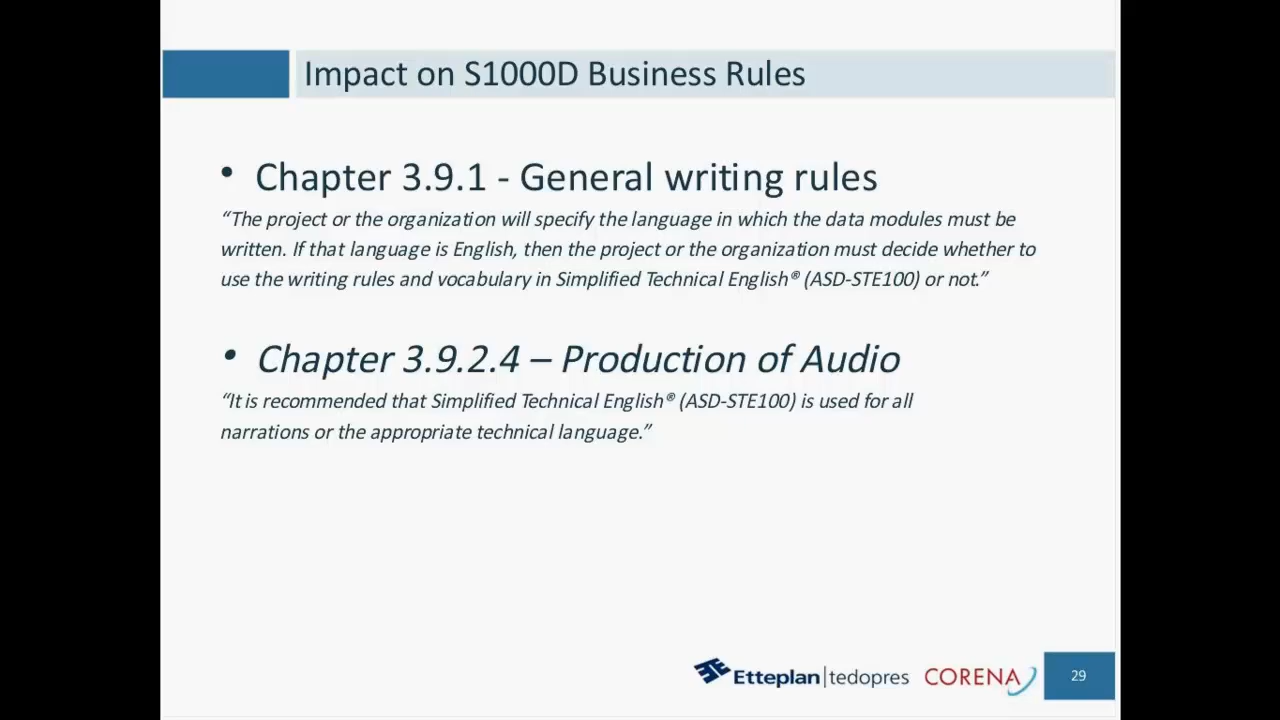 Impact on S1000D Business Rules
• Chapter 3.9.1 - General writing rules
“The project or the organization will specify the language in which the data modules must be
written. If that language is English, then the project or the organization must decide whether to
use the writing rules and vocabulary in Simplified Technical English® (ASD-STE100) or not.”
• Chapter 3.9.2.4 – Production of Audio
“It is recommended that Simplified Technical English® (ASD-STE100) is used for all
narrations or the appropriate technical language.”
Etteplan|tedopres CORENA 29